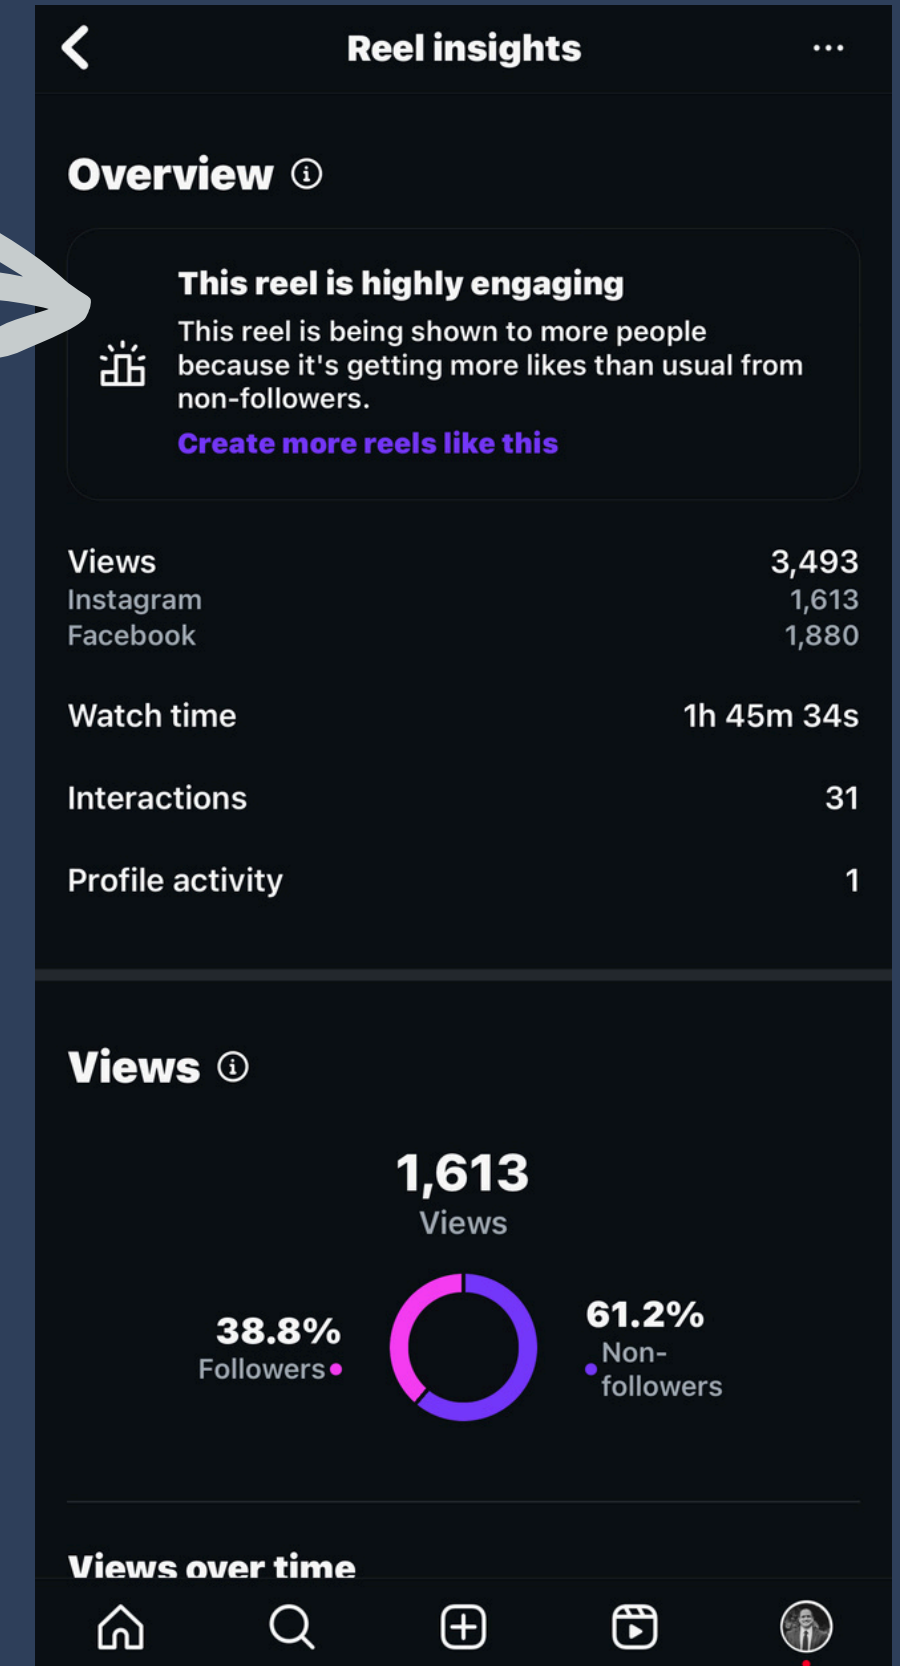 Reel insights
Overview
This reel is highly engaging
This reel is being shown to more people
because it's getting more likes than usual from
non-followers.
Create more reels like this
Views 3,493
Instagram 1,613
Facebook 1,880
Watch time 1h 45m 34s
Interactions 31
Profile activity 1
Views
1,613
Views
38.8%
Followers
61.2%
Non-
followers
Views over time